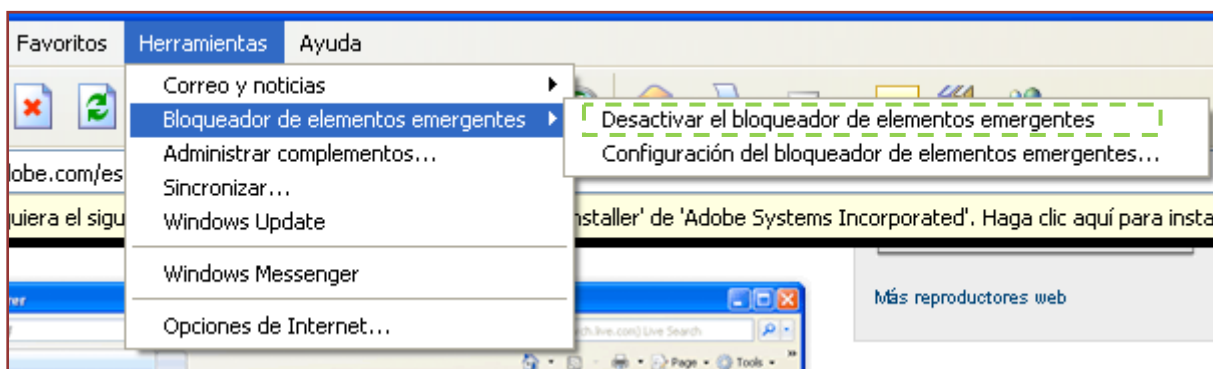 Favoritos Herramientas Ayuda
Correo y noticias
Bloqueador de elementos emergentes
Desactivar el bloqueador de elementos emergentes
Configuración del bloqueador de elementos emergentes...
Administrar complementos...
Sincronizar...
Windows Update
Windows Messenger
Opciones de Internet...
obe.com/es
uiera el sigu
nstaller' de 'Adobe Systems Incorporated'. Haga clic aquí para insta
Más reproductores web
Live Search
Page Tools